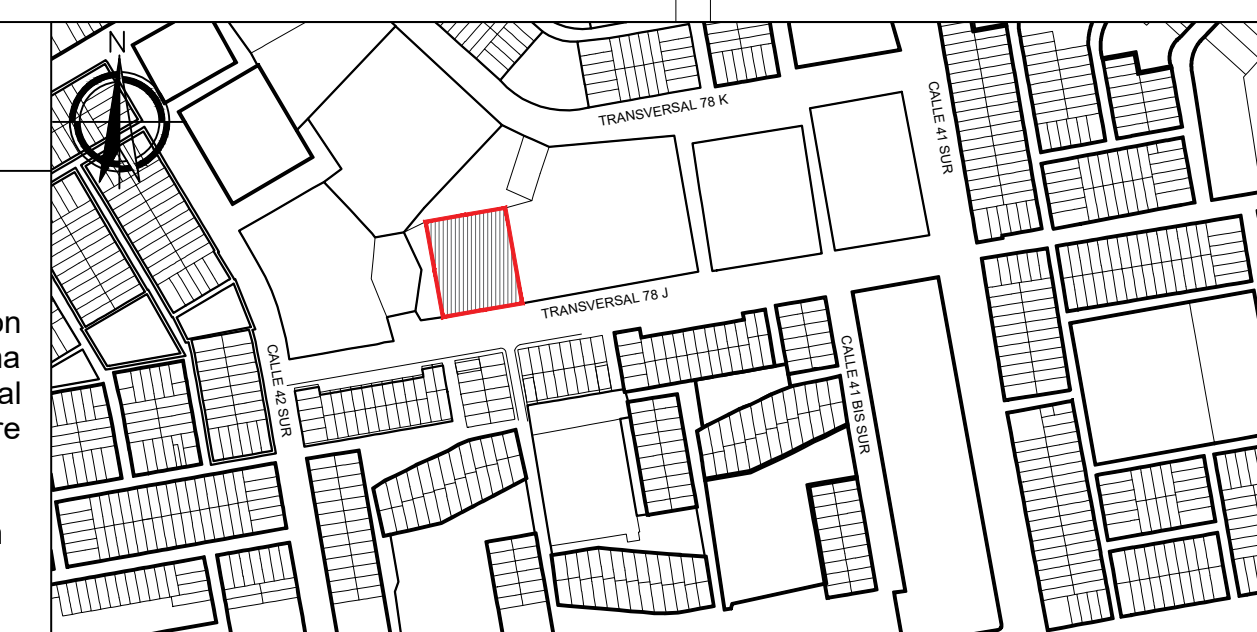 N
TRANSVERSAL 78 K
CALLE 41 SUR
TRANSVERSAL 78 J
CALLE 42 SUR
CALLE 41 BIS SUR
on
na
al
re